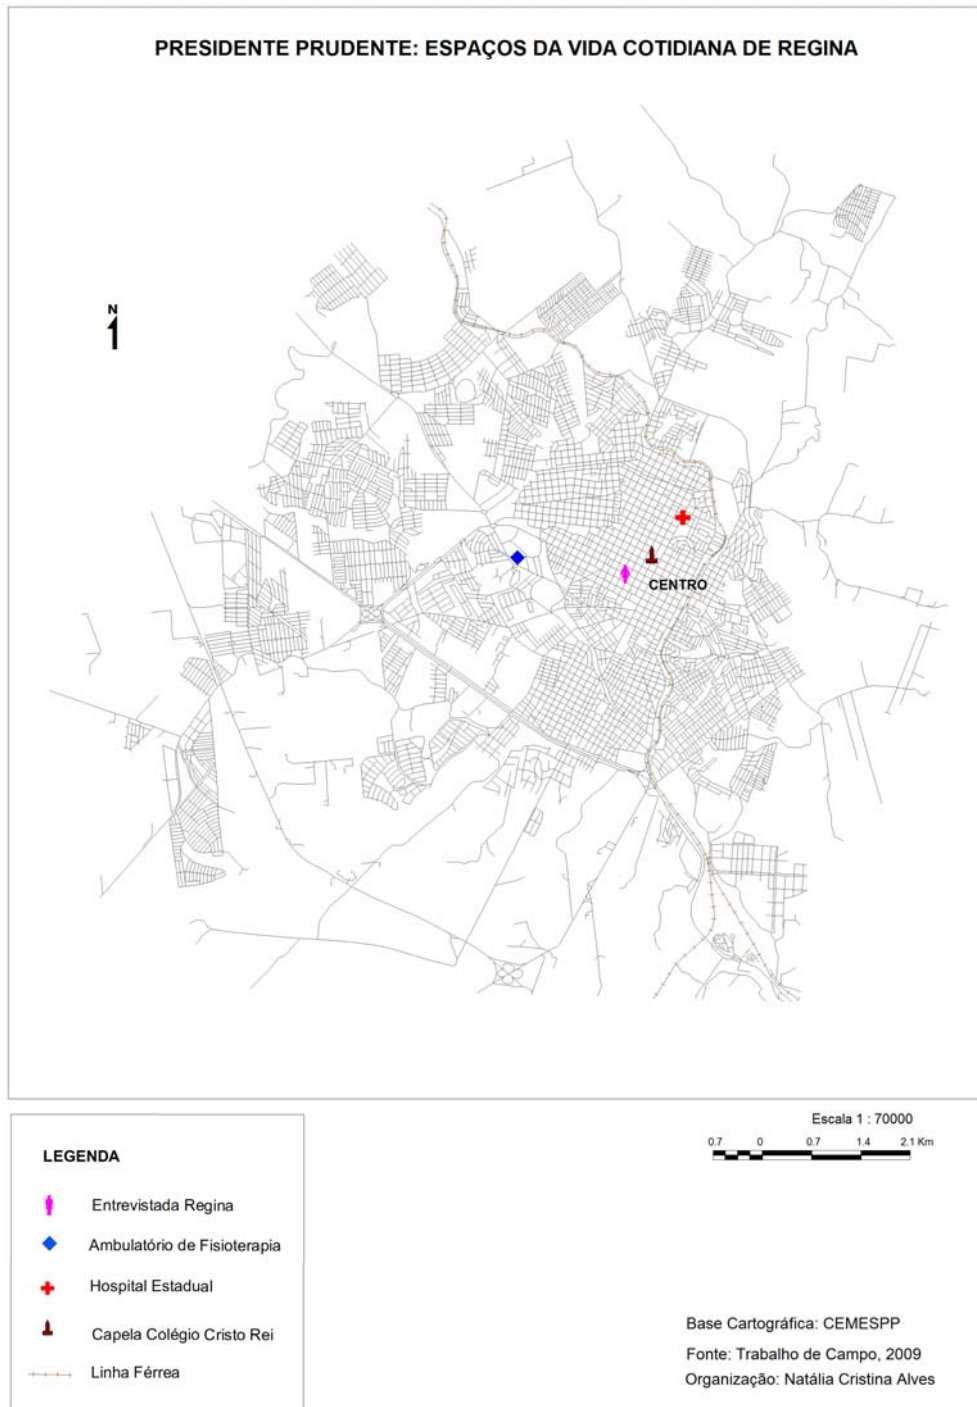 PRESIDENTE PRUDENTE: ESPAÇOS DA VIDA COTIDIANA DE REGINA
N
CENTRO
Escala 1 : 70000
0.7 0 0.7 1.4 2.1 Km
LEGENDA
Entrevistada Regina
Ambulatório de Fisioterapia
Hospital Estadual
Capela Colégio Cristo Rei
Linha Férrea
Base Cartográfica: CEMESPP
Fonte: Trabalho de Campo, 2009
Organização: Natália Cristina Alves